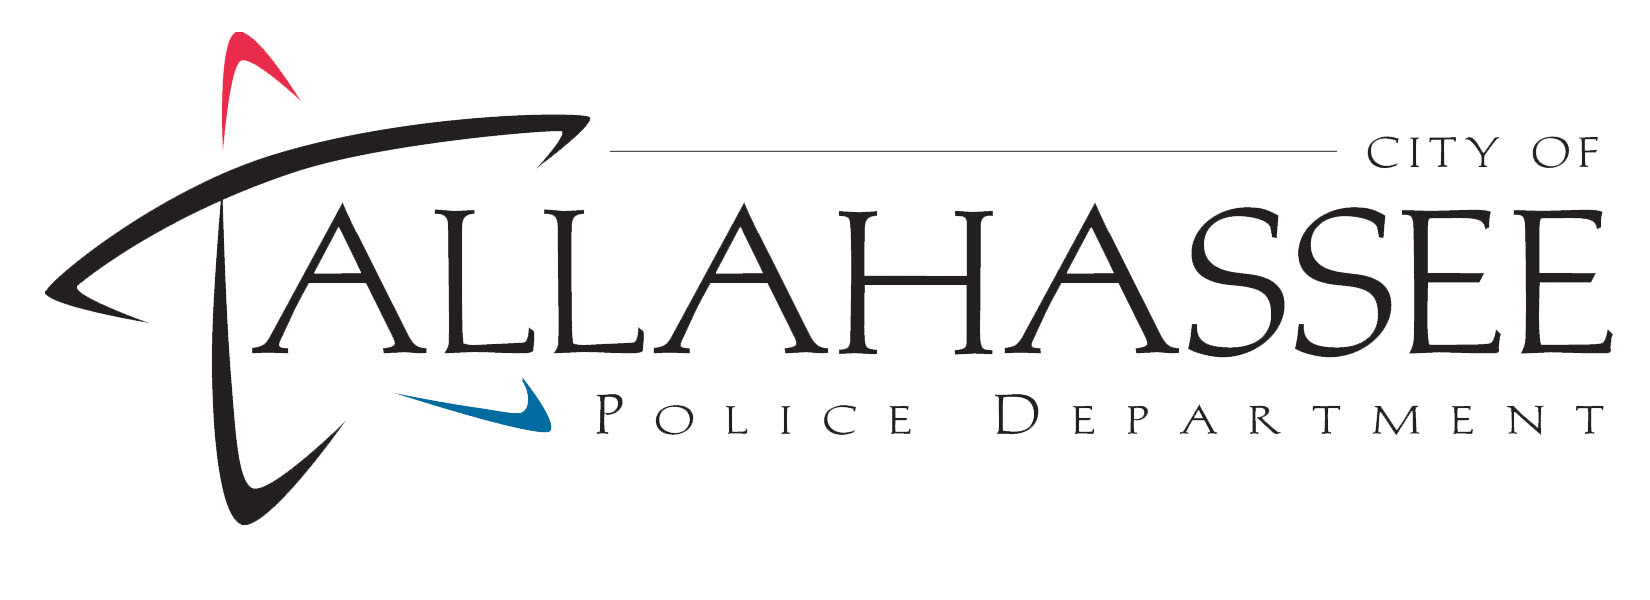 CITY OF
TALLAHASSEE
POLICE DEPARTMENT